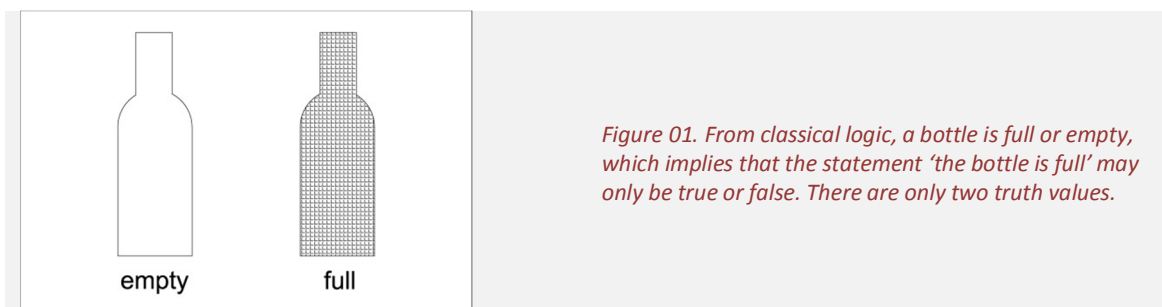 Figure 01. From classical logic, a bottle is full or empty,
which implies that the statement ‘the bottle is full’ may
only be true or false. There are only two truth values.
empty
full